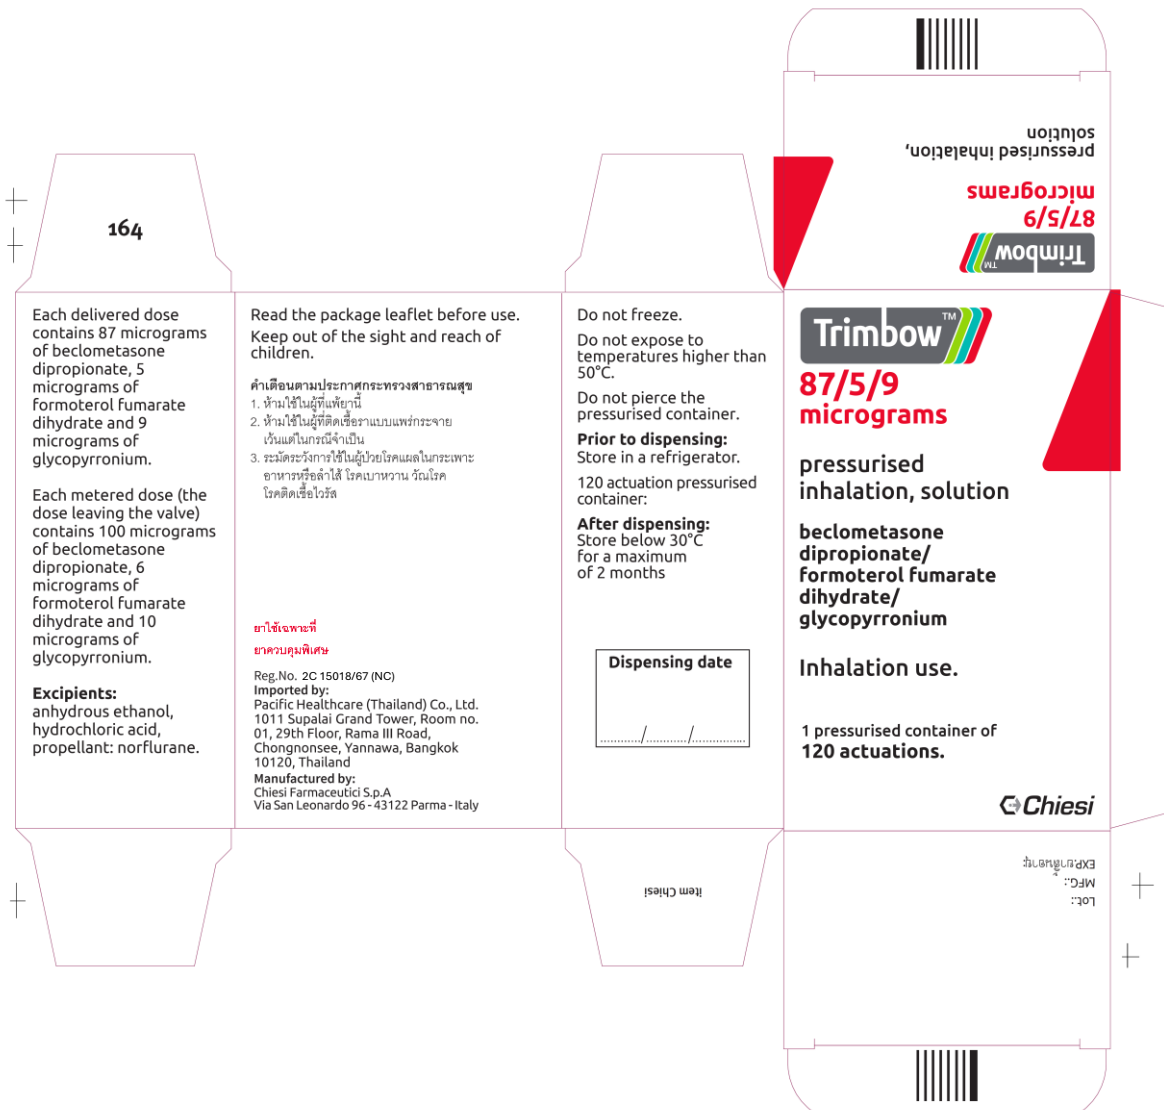 pressurised inhalation,
solution
87/5/9
micrograms
Trimbow™
164
Each delivered dose
contains 87 micrograms
of beclometasone
dipropionate, 5
micrograms of
formoterol fumarate
dihydrate and 9
micrograms of
glycopyrronium.
Each metered dose (the
dose leaving the valve)
contains 100 micrograms
of beclometasone
dipropionate, 6
micrograms of
formoterol fumarate
dihydrate and 10
micrograms of
glycopyrronium.
Excipients:
anhydrous ethanol,
hydrochloric acid,
propellant: norflurane.
Read the package leaflet before use.
Keep out of the sight and reach of
children.
คำเตือนตามประกาศกระทรวงสาธารณสุข
1. ห้ามใช้ในผู้ที่แพ้ยานี้
2. ห้ามใช้ในผู้ที่ติดเชื้อราแบบแพร่กระจาย
เว้นแต่ในกรณีจำเป็น
3. ระมัดระวังการใช้ในผู้ป่วยโรคแผลในกระเพาะ
อาหารหรือลำไส้ โรคเบาหวาน วัณโรค
โรคติดเชื้อไวรัส
ยาใช้เฉพาะที่
ยาควบคุมพิเศษ
Reg.No. 2C 15018/67 (NC)
Imported by:
Pacific Healthcare (Thailand) Co., Ltd.
1011 Supalai Grand Tower, Room no.
01, 29th Floor, Rama III Road,
Chongnonsee, Yannawa, Bangkok
10120, Thailand
Manufactured by:
Chiesi Farmaceutici S.p.A
Via San Leonardo 96 - 43122 Parma - Italy
Do not freeze.
Do not expose to
temperatures higher than
50°C.
Do not pierce the
pressurised container.
Prior to dispensing:
Store in a refrigerator.
120 actuation pressurised
container:
After dispensing:
Store below 30°C
for a maximum
of 2 months
Dispensing date
............/............/...............
item Chiesi
Trimbow™
87/5/9
micrograms
pressurised
inhalation, solution
beclometasone
dipropionate/
formoterol fumarate
dihydrate/
glycopyrronium
Inhalation use.
1 pressurised container of
120 actuations.
Chiesi
Lot.:
MFG.:
EXP.ยาสิ้นอายุ: